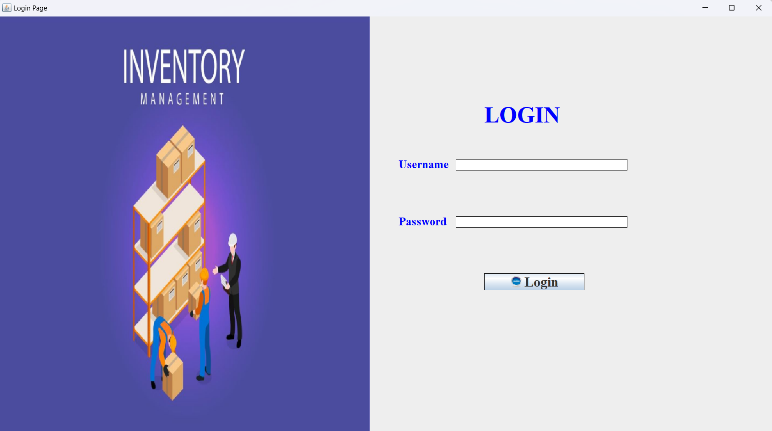 Login Page
INVENTORY
MANAGEMENT
LOGIN
Username
Password
Login